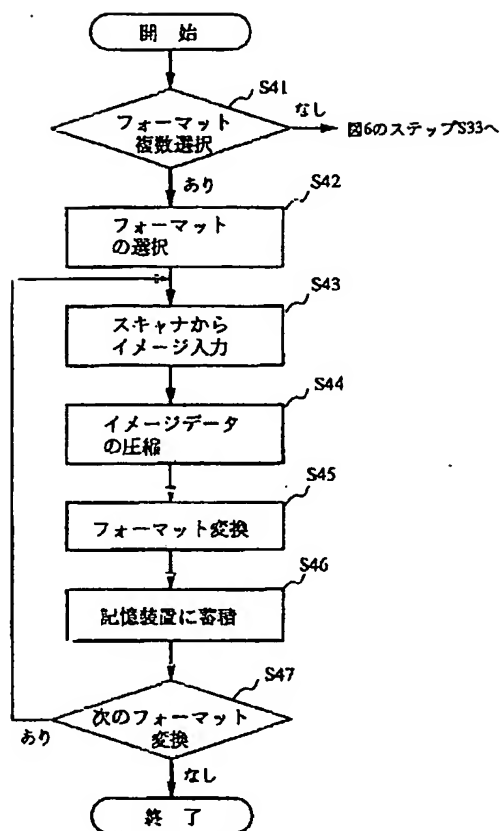 開 始
S41
フォーマット
複数選択
なし
図6のステップS33へ
あり
S42
フォーマット
の選択
S43
スキャナから
イメージ入力
S44
イメージデータ
の圧縮
S45
フォーマット変換
S46
記憶装置に蓄積
S47
次のフォーマット
変換
あり
なし
終 了